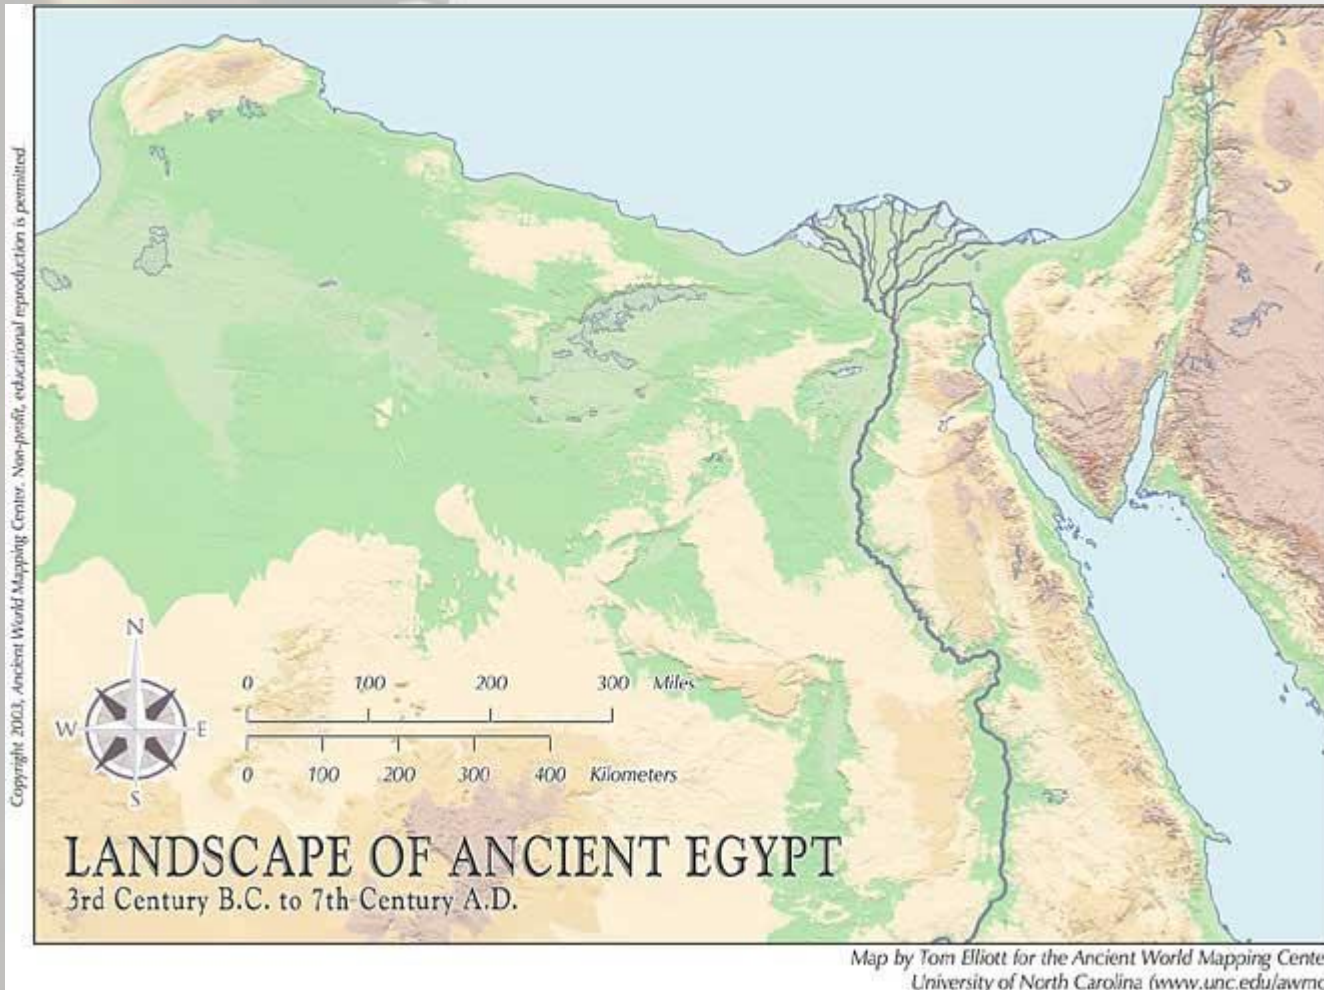 Copyright 2003, Ancient World Mapping Center. Non-profit, educational reproduction is permitted.
N
W E
S
0 100 200 300 Miles
0 100 200 300 400 Kilometers
LANDSCAPE OF ANCIENT EGYPT
3rd Century B.C. to 7th Century A.D.
Map by Tom Elliott for the Ancient World Mapping Cente
University of North Carolina (www.unc.edu/awmc